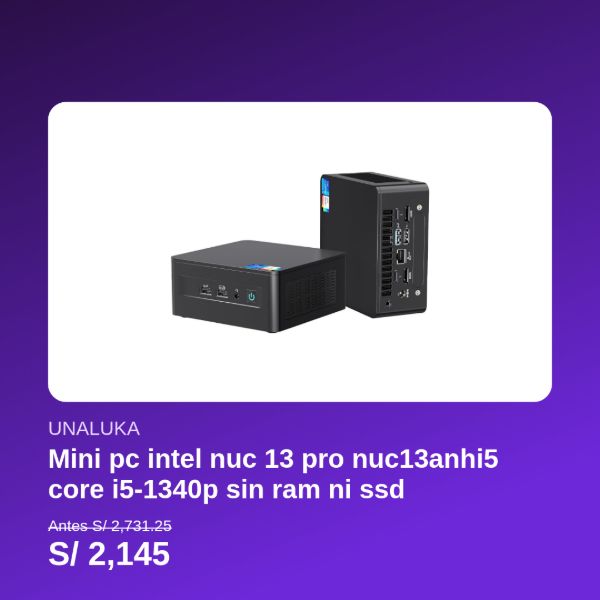 UNALUKA
Mini pc intel nuc 13 pro nuc13anhi5
core i5-1340p sin ram ni ssd
Antes S/ 2,731.25
S/ 2,145